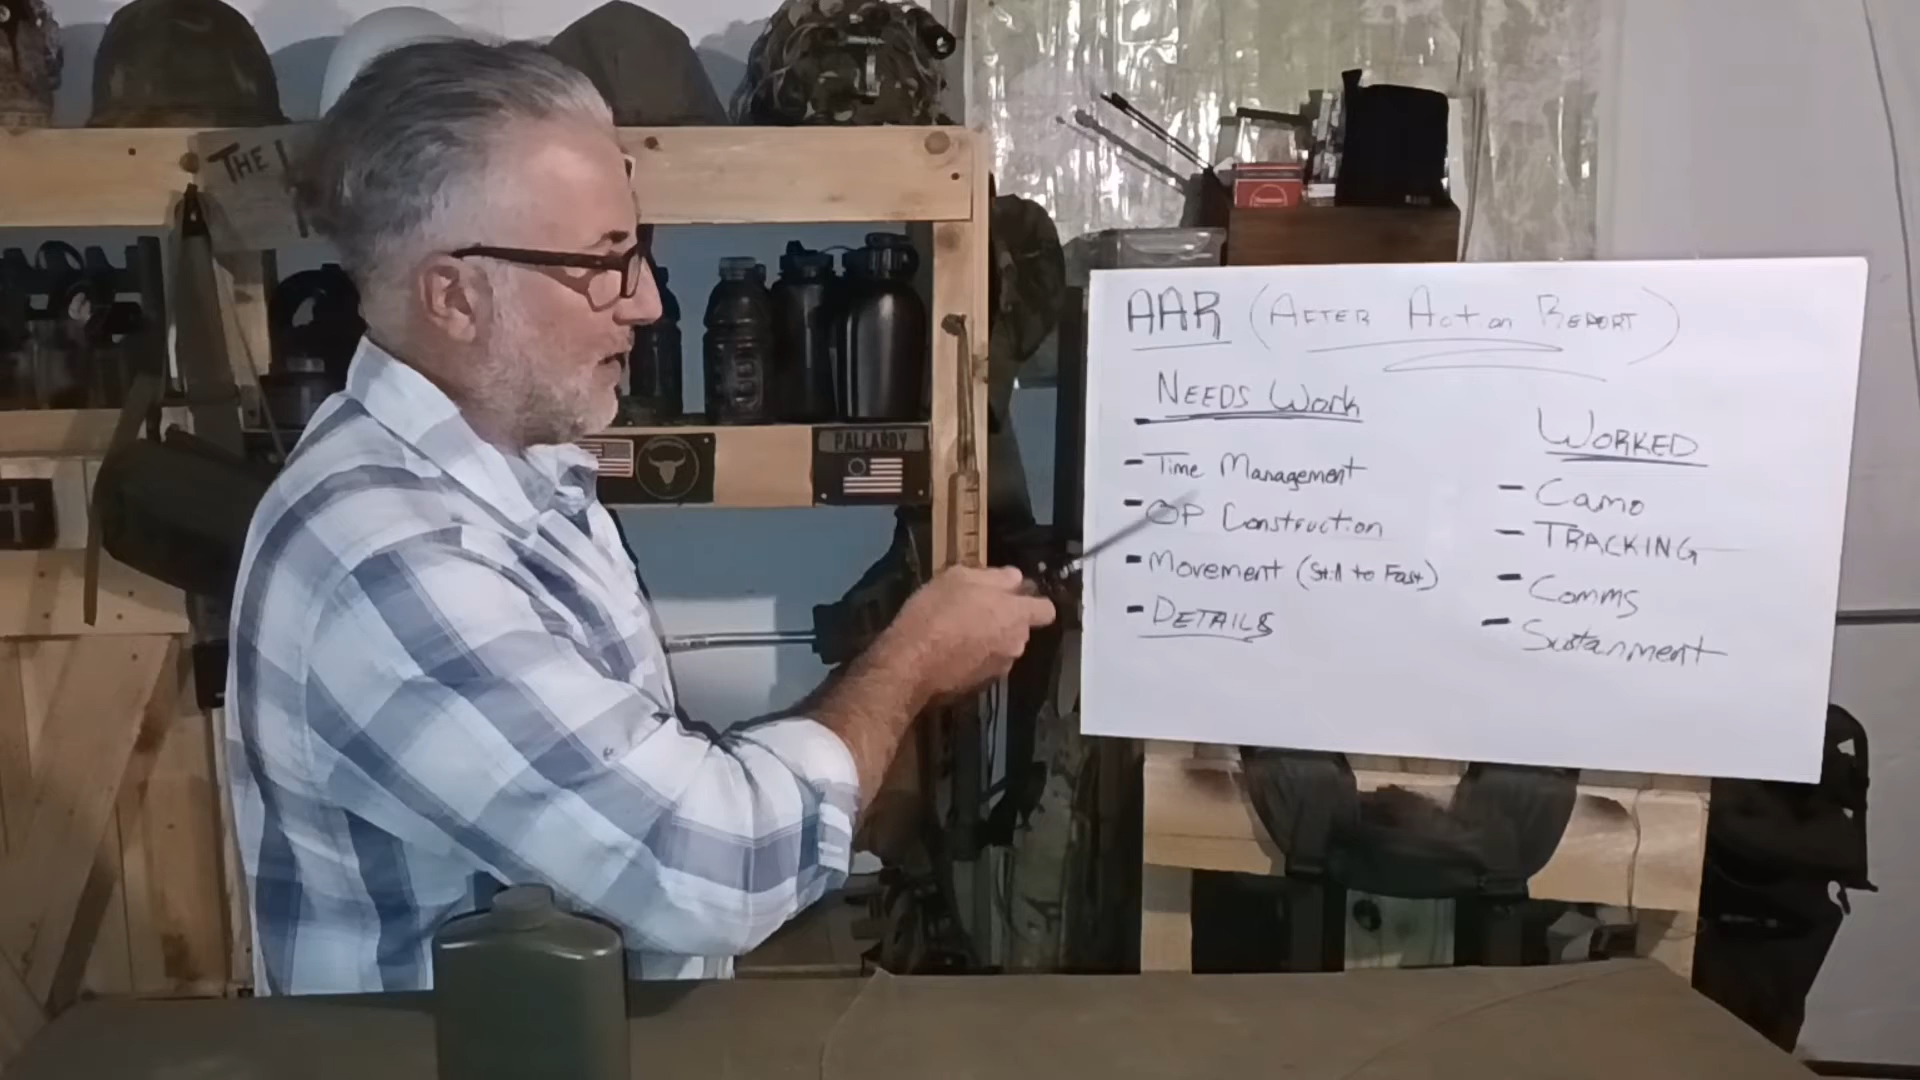 THE
PALLARDY
AAR (AFTER Action REPORT)
NEEDS Work
- Time Management
- OP Construction
- Movement (Still to Fast)
- DETAILS
WORKED
- Camo
- TRACKING
- Comms
- Sustanment